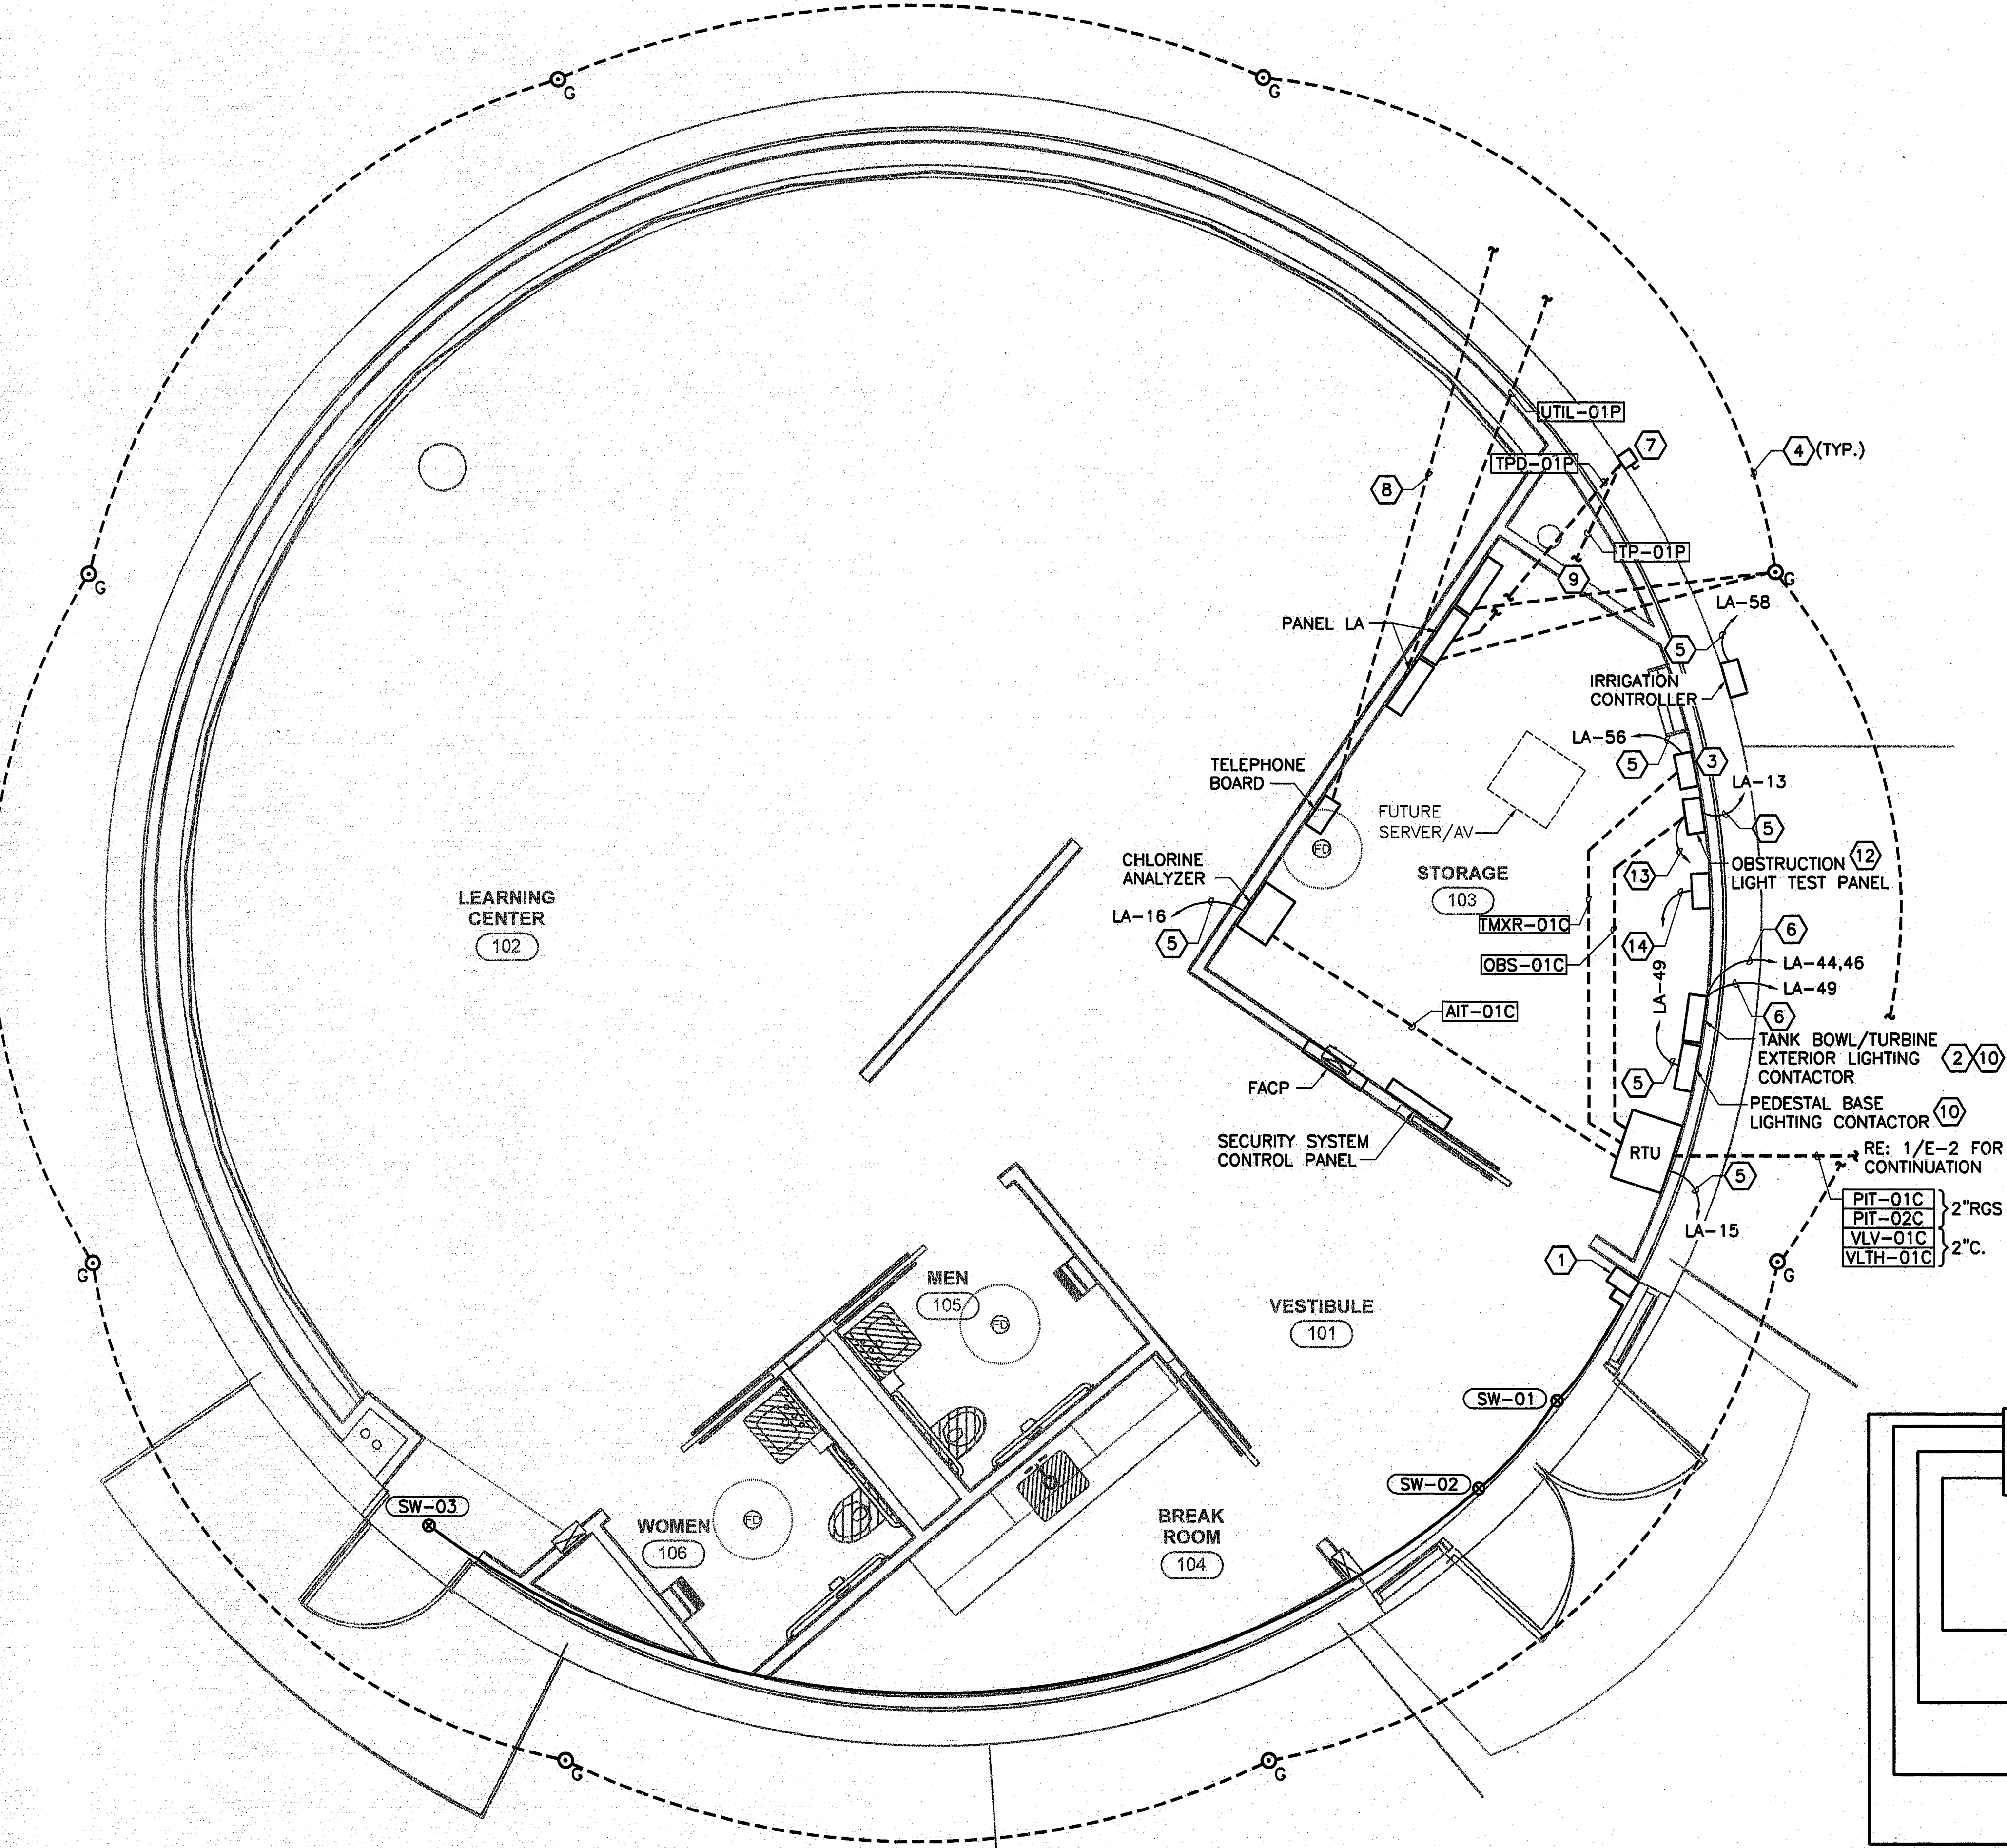 G
G
UTIL-01P
7
TPD-01P
4 (TYP.)
8
TP-01P
9
G
G
LA-58
PANEL LA
5
IRRIGATION
CONTROLLER
LA-56
5
3
TELEPHONE
BOARD
LA-13
FUTURE
SERVER/AV
5
CHLORINE
ANALYZER
FD
STORAGE
103
13
OBSTRUCTION 12
LIGHT TEST PANEL
LEARNING
CENTER
102
LA-16
5
TMXR-01C
14
6
OBS-01C
LA-49
LA-44,46
LA-49
AIT-01C
6
TANK BOWL/TURBINE
EXTERIOR LIGHTING
CONTACTOR
2 10
FACP
5
PEDESTAL BASE
LIGHTING CONTACTOR 10
SECURITY SYSTEM
CONTROL PANEL
RTU
RE: 1/E-2 FOR
CONTINUATION
5
PIT-01C
PIT-02C
2"RGS
VLV-01C
VLTH-01C
2"C.
LA-15
1
G
G
MEN
105
FD
VESTIBULE
101
SW-01
SW-02
SW-03
WOMEN
106
FD
BREAK
ROOM
104
G
G